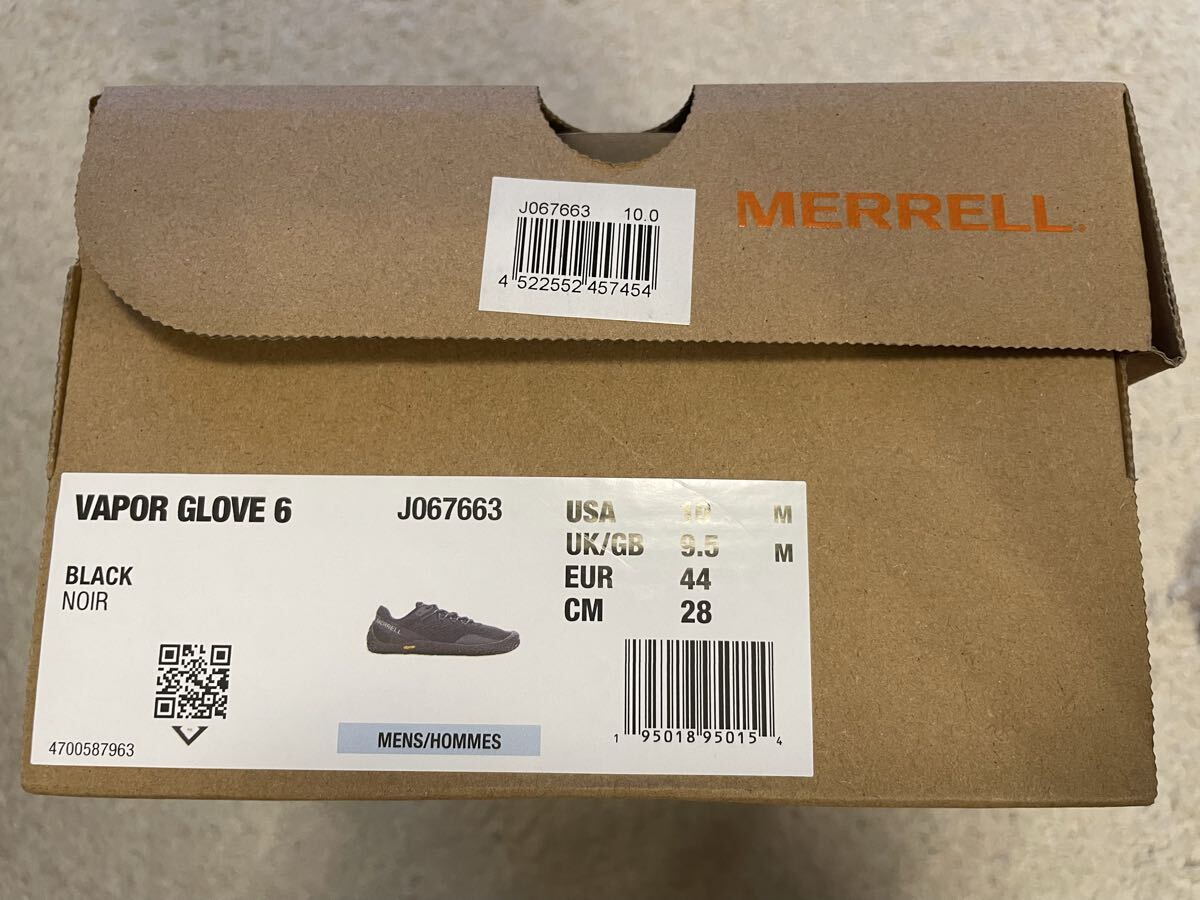 J067663 10.0
4 522552 457454
MERRELL
VAPOR GLOVE 6
J067663
BLACK
NOIR
MERRELL
4700587963
MENS/HOMMES
USA 10 M
UK/GB 9.5 M
EUR 44
CM 28
1 95018 95015 4